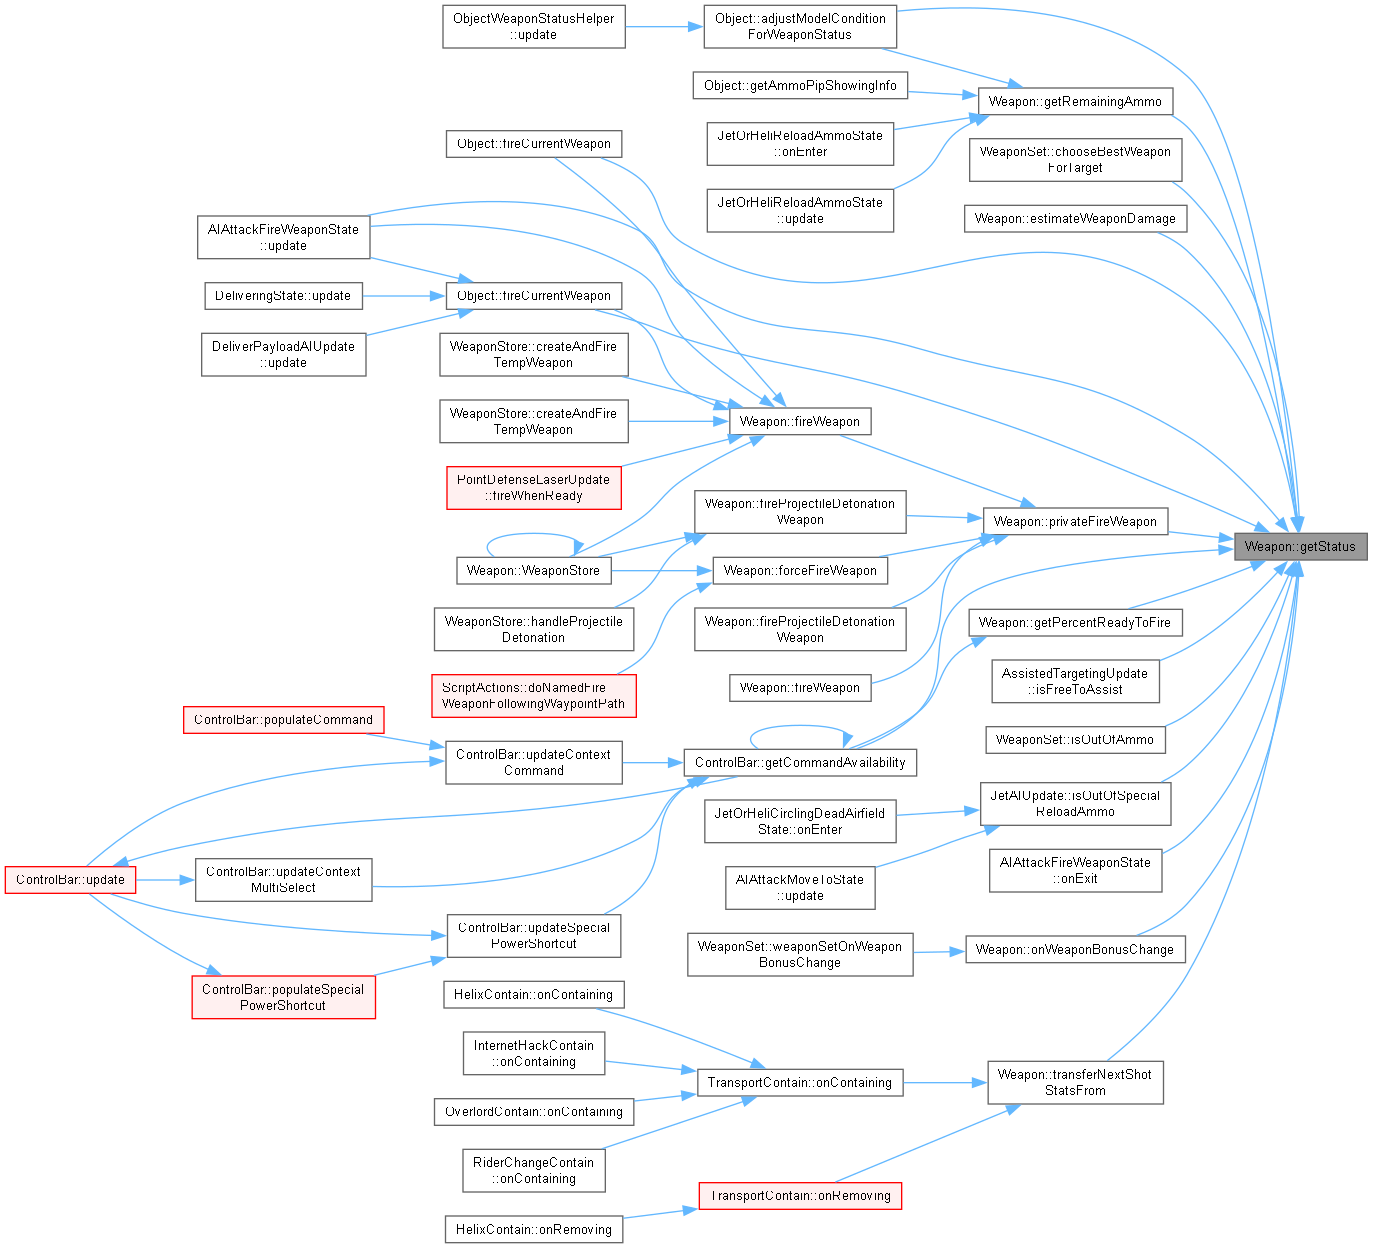 ObjectWeaponStatusHelper
::update
Object::adjustModelCondition
ForWeaponStatus
Object::getAmmoPipShowingInfo
Weapon::getRemainingAmmo
JetOrHeliReloadAmmoState
::onEnter
Object::fireCurrentWeapon
WeaponSet::chooseBestWeapon
ForTarget
JetOrHeliReloadAmmoState
::update
Weapon::estimateWeaponDamage
AIAttackFireWeaponState
::update
DeliveringState::update
Object::fireCurrentWeapon
DeliverPayloadAIUpdate
::update
WeaponStore::createAndFire
TempWeapon
WeaponStore::createAndFire
TempWeapon
Weapon::fireWeapon
PointDefenseLaserUpdate
::fireWhenReady
Weapon::fireProjectileDetonation
Weapon
Weapon::privateFireWeapon
Weapon::getStatus
Weapon::WeaponStore
Weapon::forceFireWeapon
WeaponStore::handleProjectile
Detonation
Weapon::fireProjectileDetonation
Weapon
Weapon::getPercentReadyToFire
ScriptActions::doNamedFire
WeaponFollowingWaypointPath
Weapon::fireWeapon
AssistedTargetingUpdate
::isFreeToAssist
ControlBar::populateCommand
WeaponSet::isOutOfAmmo
ControlBar::updateContext
Command
ControlBar::getCommandAvailability
JetAIUpdate::isOutOfSpecial
ReloadAmmo
JetOrHeliCirclingDeadAirfield
State::onEnter
ControlBar::update
ControlBar::updateContext
MultiSelect
AIAttackMoveToState
::update
AIAttackFireWeaponState
::onExit
ControlBar::updateSpecial
PowerShortcut
WeaponSet::weaponSetOnWeapon
BonusChange
Weapon::onWeaponBonusChange
ControlBar::populateSpecial
PowerShortcut
HelixContain::onContaining
InternetHackContain
::onContaining
TransportContain::onContaining
Weapon::transferNextShot
StatsFrom
OverlordContain::onContaining
RiderChangeContain
::onContaining
TransportContain::onRemoving
HelixContain::onRemoving